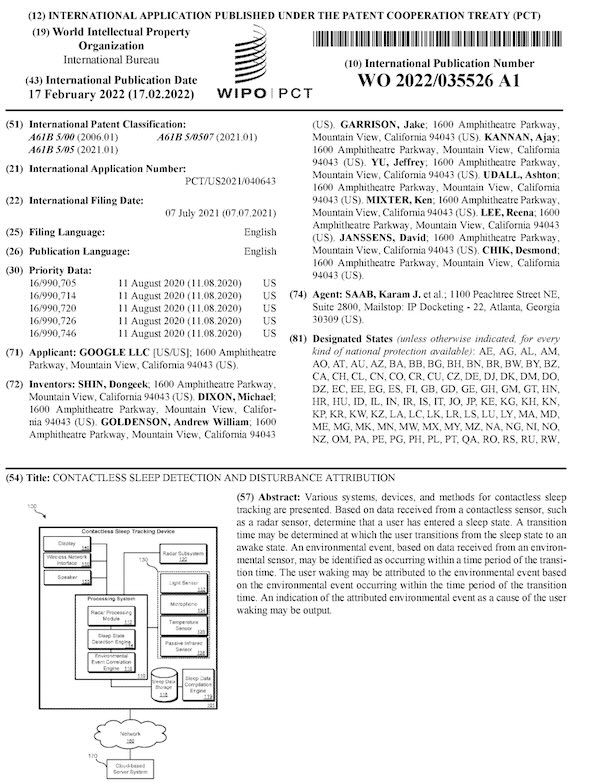 (12) INTERNATIONAL APPLICATION PUBLISHED UNDER THE PATENT COOPERATION TREATY (PCT)
(19) World Intellectual Property
Organization
International Bureau
(43) International Publication Date
17 February 2022 (17.02.2022)
WIPO | PCT
(10) International Publication Number
WO 2022/035526 A1
(51) International Patent Classification:
A61B 5/00 (2006.01) A61B 5/0507 (2021.01)
A61B 5/05 (2021.01)
(21) International Application Number:
PCT/US2021/040643
(22) International Filing Date:
07 July 2021 (07.07.2021)
(25) Filing Language: English
(26) Publication Language: English
(30) Priority Data:
16/990,705 11 August 2020 (11.08.2020) US
16/990,714 11 August 2020 (11.08.2020) US
16/990,720 11 August 2020 (11.08.2020) US
16/990,726 11 August 2020 (11.08.2020) US
16/990,746 11 August 2020 (11.08.2020) US
(71) Applicant: GOOGLE LLC [US/US]; 1600 Amphitheatre
Parkway, Mountain View, California 94043 (US).
(72) Inventors: SHIN, Dongeek; 1600 Amphitheatre Parkway,
Mountain View, California 94043 (US). DIXON, Michael;
1600 Amphitheatre Parkway, Mountain View, Califor-
nia 94043 (US). GOLDENSON, Andrew William; 1600
Amphitheatre Parkway, Mountain View, California 94043
(US). GARRISON, Jake; 1600 Amphitheatre Parkway,
Mountain View, California 94043 (US). KANNAN, Ajay;
1600 Amphitheatre Parkway, Mountain View, California
94043 (US). YU, Jeffrey; 1600 Amphitheatre Parkway,
Mountain View, California 94043 (US). UDALL, Ashton;
1600 Amphitheatre Parkway, Mountain View, California
94043 (US). MIXTER, Ken; 1600 Amphitheatre Parkway,
Mountain View, California 94043 (US). LEE, Reena; 1600
Amphitheatre Parkway, Mountain View, California 94043
(US). JANSSENS, David; 1600 Amphitheatre Parkway,
Mountain View, California 94043 (US). CHIK, Desmond;
1600 Amphitheatre Parkway, Mountain View, California
94043 (US).
(74) Agent: SAAB, Karam J. et al.; 1100 Peachtree Street NE,
Suite 2800, Mailstop: IP Docketing - 22, Atlanta, Georgia
30309 (US).
(81) Designated States (unless otherwise indicated, for every
kind of national protection available): AE, AG, AL, AM,
AO, AT, AU, AZ, BA, BB, BG, BH, BN, BR, BW, BY, BZ,
CA, CH, CL, CN, CO, CR, CU, CZ, DE, DJ, DK, DM, DO,
DZ, EC, EE, EG, ES, FI, GB, GD, GE, GH, GM, GT, HN,
HR, HU, ID, IL, IN, IR, IS, IT, JO, JP, KE, KG, KH, KN,
KP, KR, KW, KZ, LA, LC, LK, LR, LS, LU, LY, MA, MD,
ME, MG, MK, MN, MW, MX, MY, MZ, NA, NG, NI, NO,
NZ, OM, PA, PE, PG, PH, PL, PT, QA, RO, RS, RU, RW,
(54) Title: CONTACTLESS SLEEP DETECTION AND DISTURBANCE ATTRIBUTION
100
Contactless Sleep Tracking Device
Display
Wireless Network
Interface
Speaker
130
Radar Subsystem
120
Light Sensor
Microphone
Temperature
Sensor
Passive Infrared
Sensor
Processing System
Radar Processing
Module
Sleep State
Detection Engine
Environmental
Event Correlation
Engine
Sleep Data
Storage
118
Sleep Data
Compilation
Engine
Network
160
170
Cloud-based
Server System
(57) Abstract: Various systems, devices, and methods for contactless sleep
tracking are presented. Based on data received from a contactless sensor, such
as a radar sensor, determine that a user has entered a sleep state. A transition
time may be determined at which the user transitions from the sleep state to an
awake state. An environmental event, based on data received from an environ-
mental sensor, may be identified as occurring within a time period of the transi-
tion time. The user waking may be attributed to the environmental event based
on the environmental event occurring within the time period of the transition
time. An indication of the attributed environmental event as a cause of the user
waking may be output.